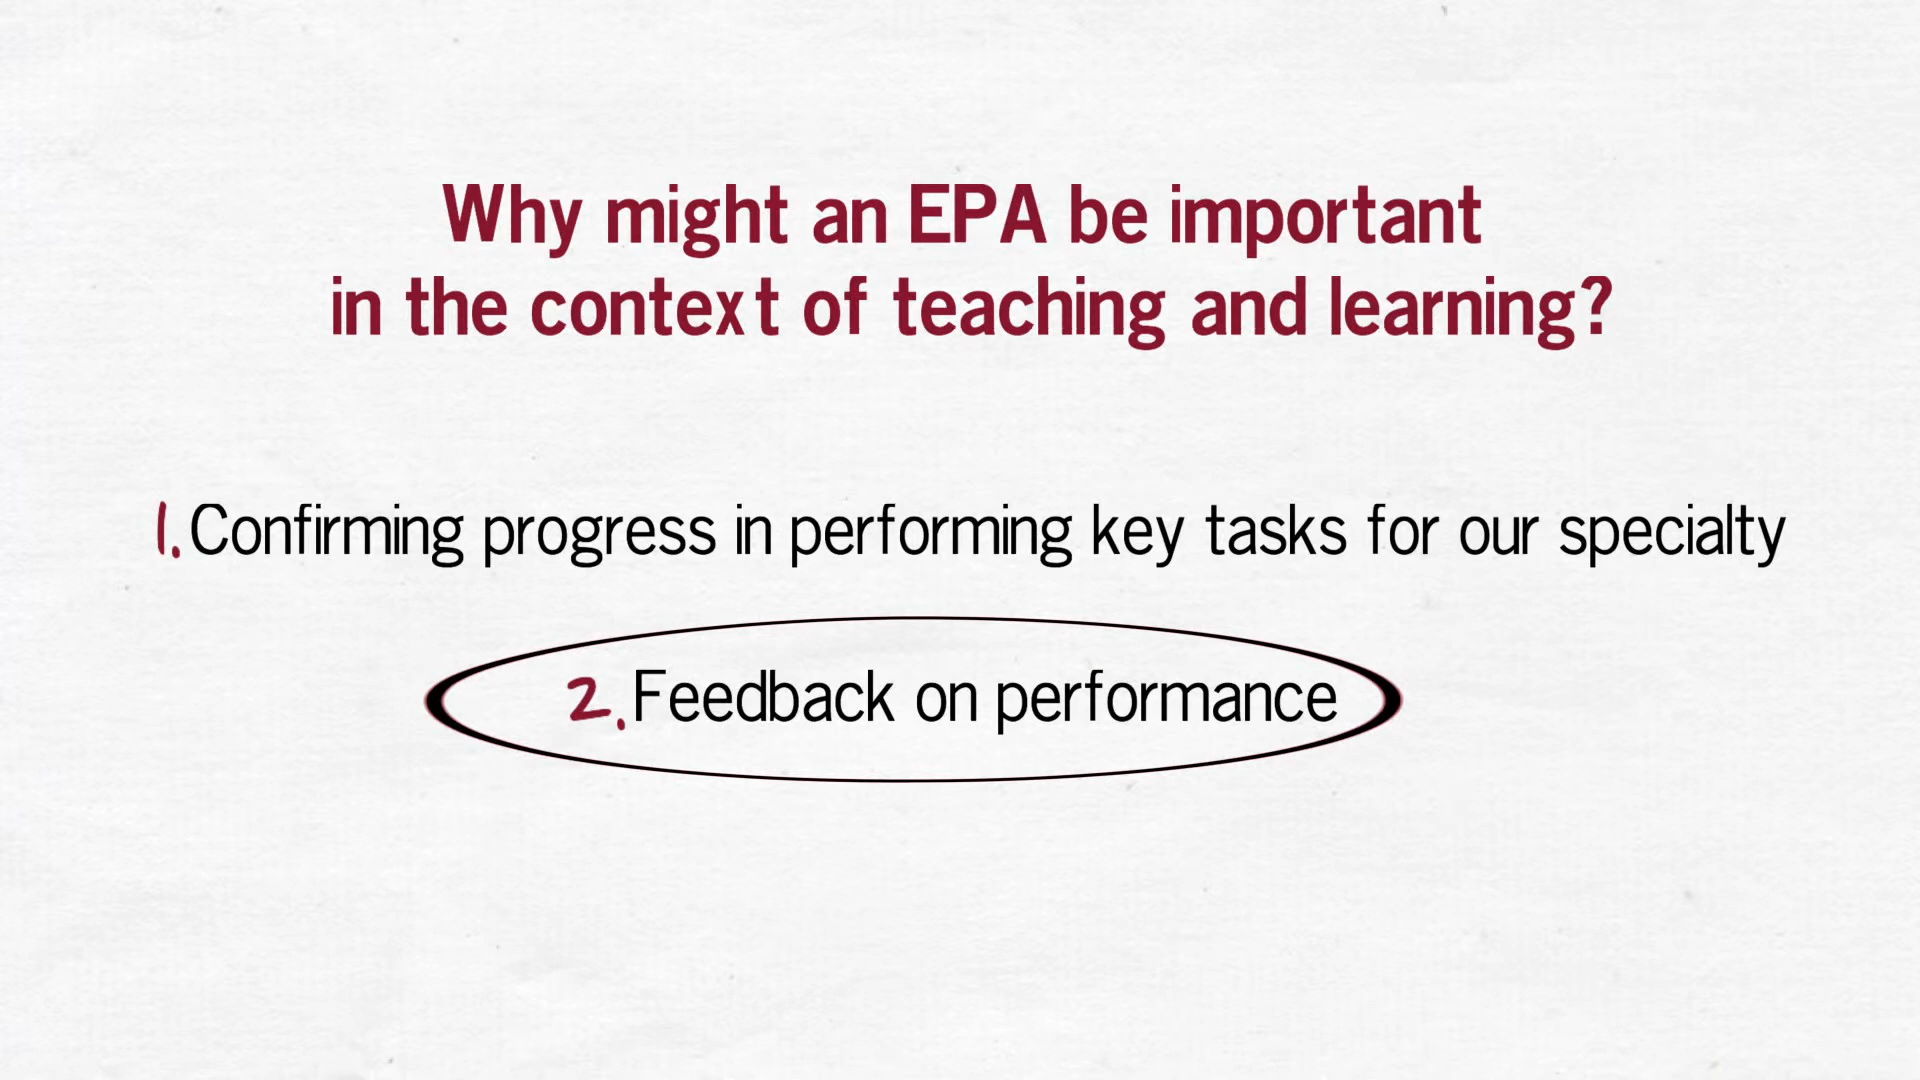 Why might an EPA be important
in the context of teaching and learning?
1. Confirming progress in performing key tasks for our specialty
2. Feedback on performance